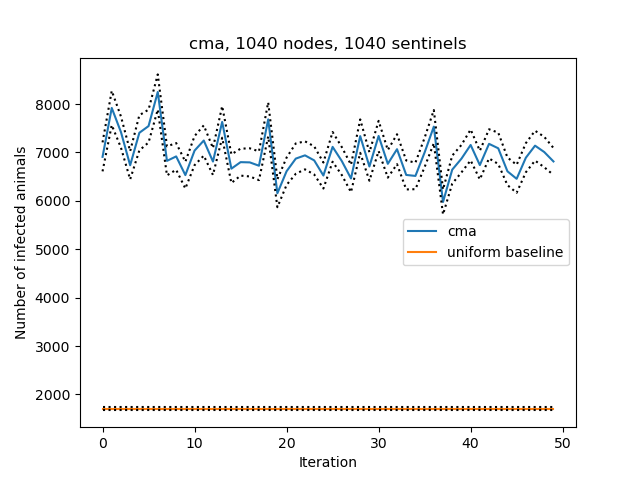 cma, 1040 nodes, 1040 sentinels
Number of infected animals
8000
7000
6000
5000
4000
3000
2000
cma
uniform baseline
0
10
20
30
40
50
Iteration